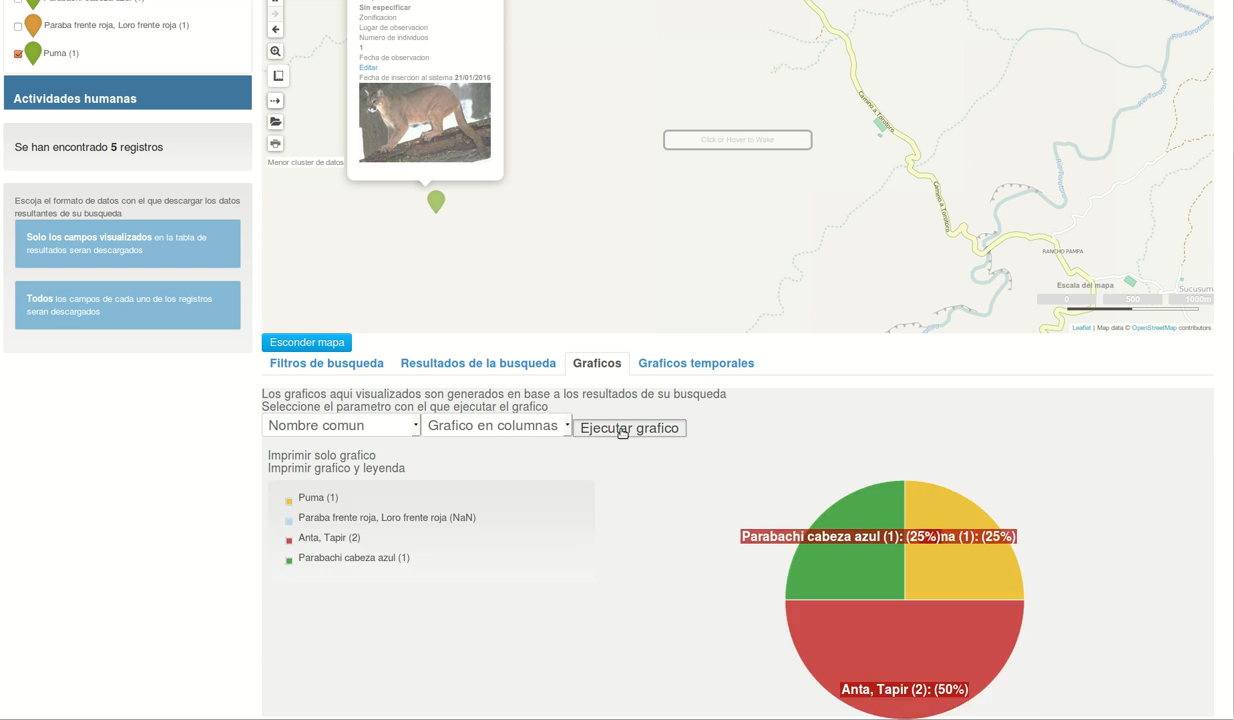 Paraba frente roja, Loro frente roja (1)
Puma (1)
Actividades humanas
Se han encontrado 5 registros
Escoja el formato de datos con el que descargar los datos
resultantes de su busqueda
Solo los campos visualizados en la tabla de
resultados seran descargados
Todos los campos de cada uno de los registros
seran descargados
Sin especificar
Zonificacion
Lugar de observacion
Numero de individuos
1
Fecha de observacion
Editar
Fecha de insercion al sistema 21/01/2016
Menor cluster de datos
Click or Hover to Wake
Camino a Torotoro
Camino a Torotoro
RANCHO PAMPA
Escala del mapa
Sucusum
0 500 1000m
Leaflet | Map data © OpenStreetMap contributors
Esconder mapa
Filtros de busqueda Resultados de la busqueda Graficos Graficos temporales
Los graficos aqui visualizados son generados en base a los resultados de su busqueda
Seleccione el parametro con el que ejecutar el grafico
Nombre comun Grafico en columnas Ejecutar grafico
Imprimir solo grafico
Imprimir grafico y leyenda
Puma (1)
Paraba frente roja, Loro frente roja (NaN)
Anta, Tapir (2)
Parabachi cabeza azul (1)
Parabachi cabeza azul (1): (25%)na (1): (25%)
Anta, Tapir (2): (50%)